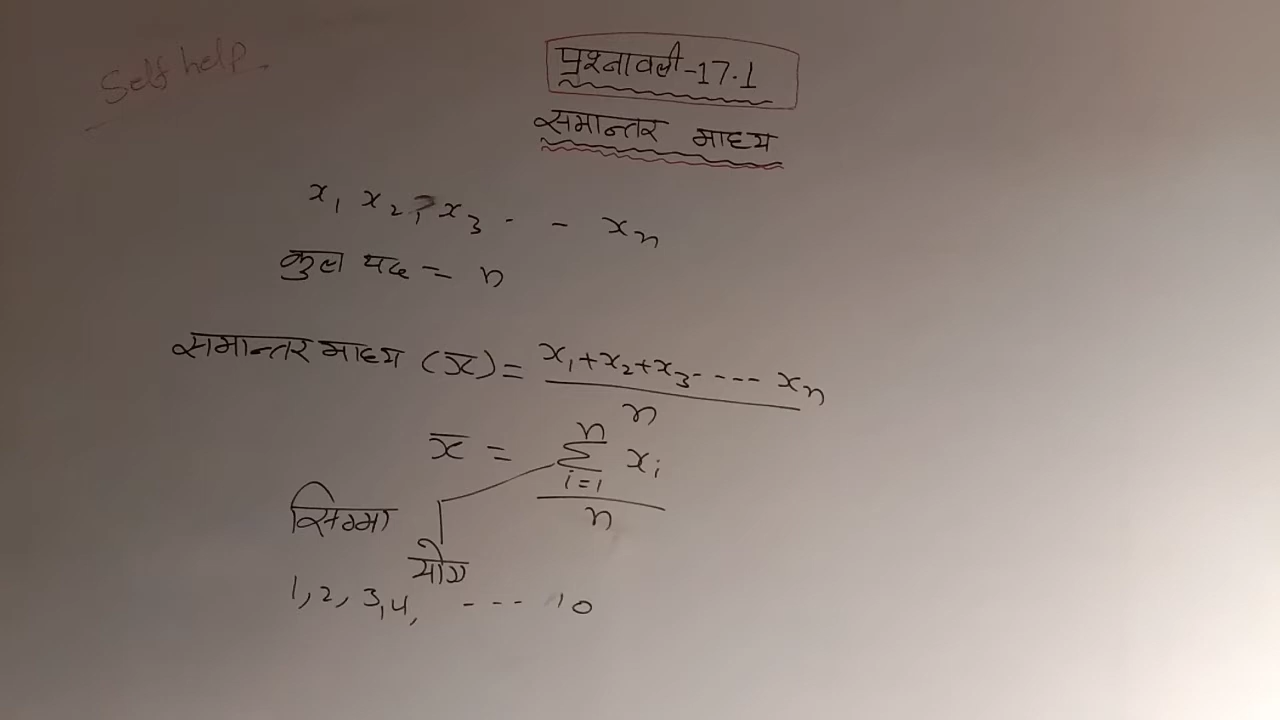 Self help.
प्रश्नावली-17.1
समान्तर माध्य
x₁ x₂, x₃ - - xₙ
कुल पद = n
समान्तर माध्य (x̄) = x₁+x₂+x₃- ---- xₙ
n
x̄ = n Σ i=1 xᵢ
n
सिग्मा
योग
1, 2, 3, 4, ---- 10